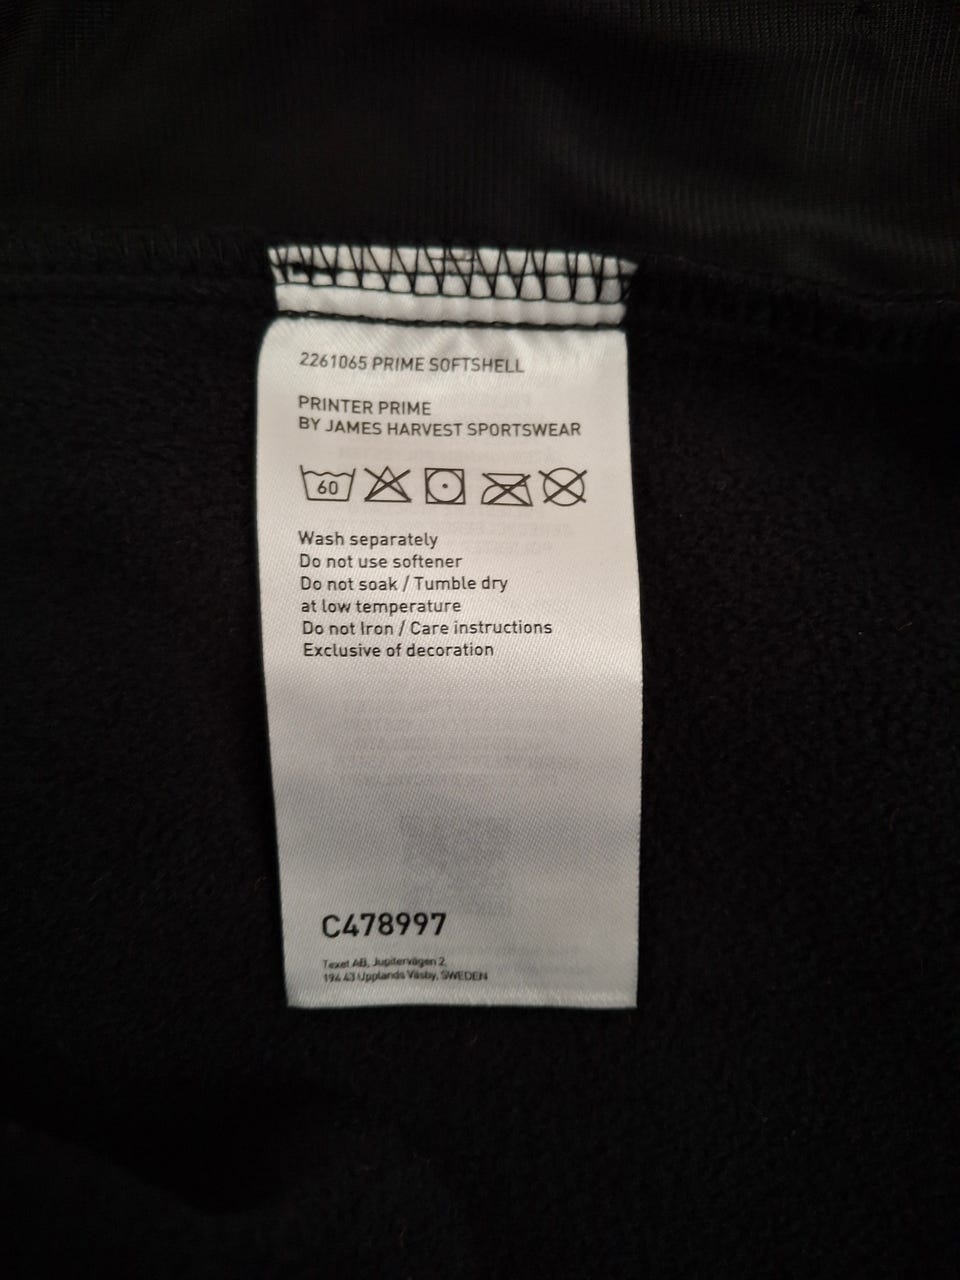 2261065 PRIME SOFTSHELL
PRINTER PRIME
BY JAMES HARVEST SPORTSWEAR
60
Wash separately
Do not use softener
Do not soak / Tumble dry
at low temperature
Do not Iron / Care instructions
Exclusive of decoration
C478997
Texet AB, Jupitervägen 2,
194 43 Upplands Väsby, SWEDEN